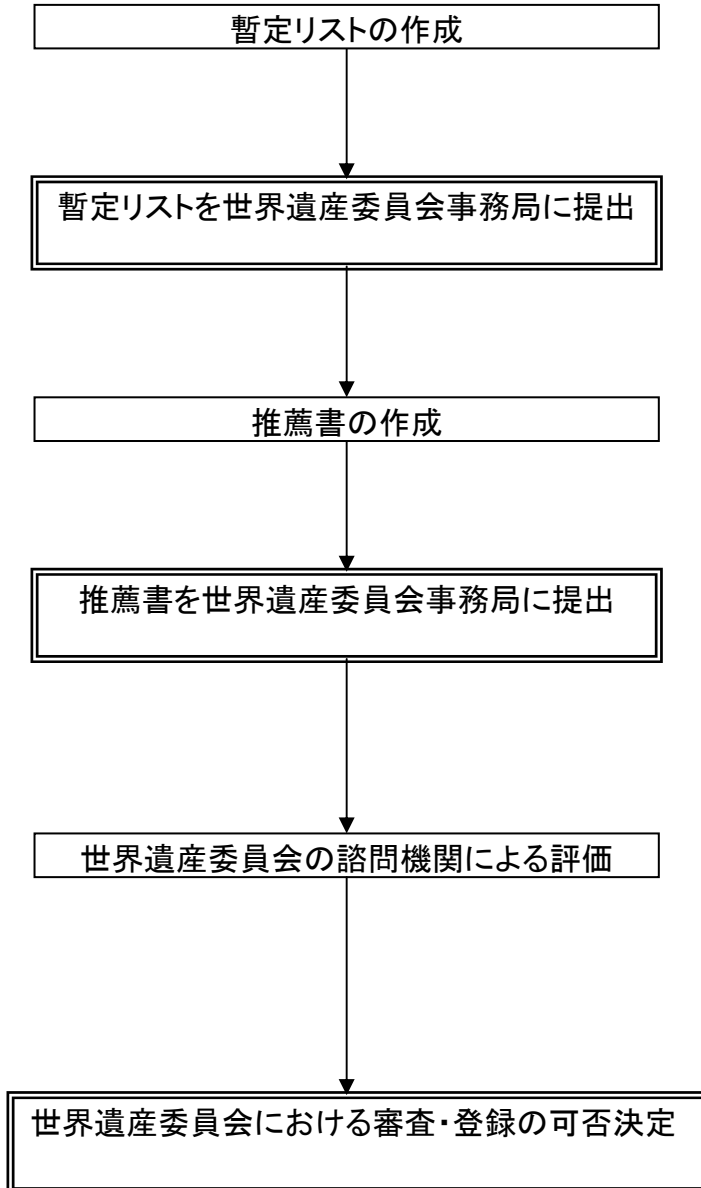 暫定リストの作成
暫定リストを世界遺産委員会事務局に提出
推薦書の作成
推薦書を世界遺産委員会事務局に提出
世界遺産委員会の諮問機関による評価
世界遺産委員会における審査・登録の可否決定